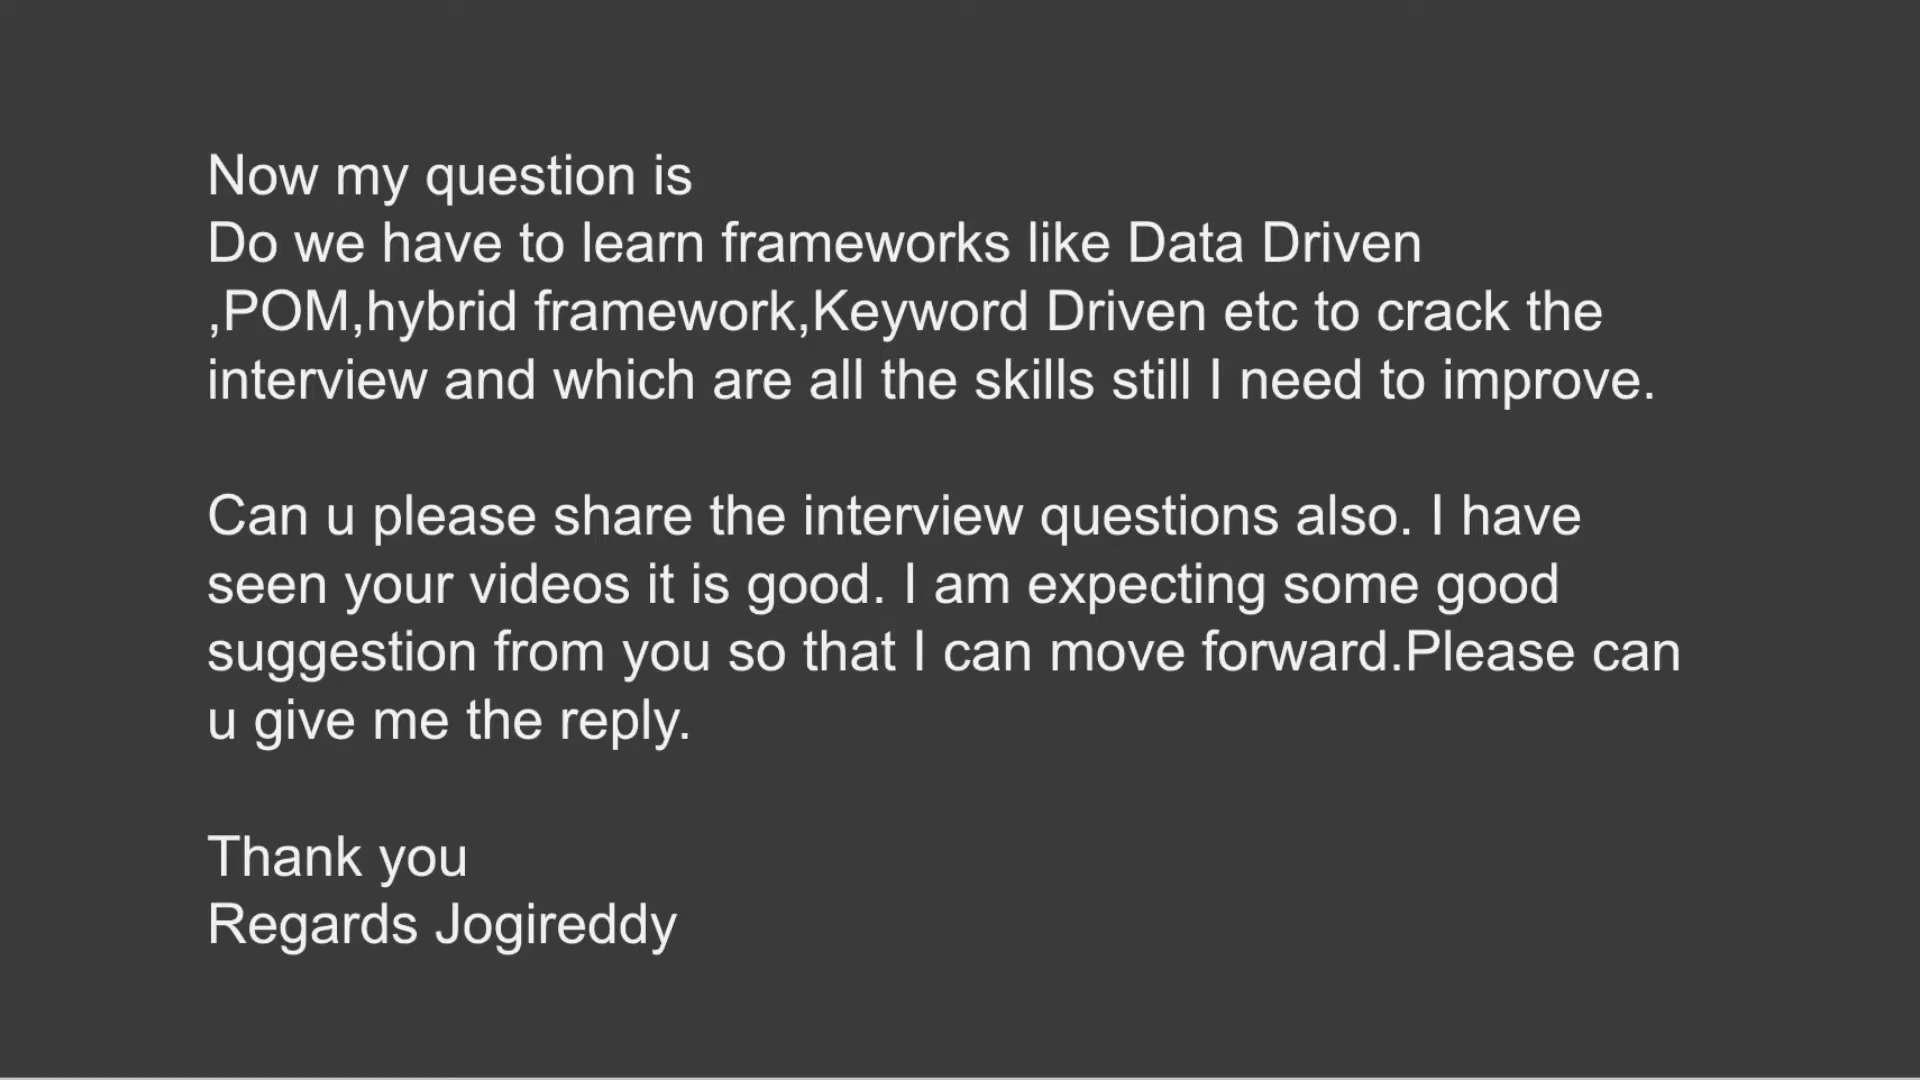 Now my question is
Do we have to learn frameworks like Data Driven
,POM,hybrid framework,Keyword Driven etc to crack the
interview and which are all the skills still I need to improve.
Can u please share the interview questions also. I have
seen your videos it is good. I am expecting some good
suggestion from you so that I can move forward.Please can
u give me the reply.
Thank you
Regards Jogireddy